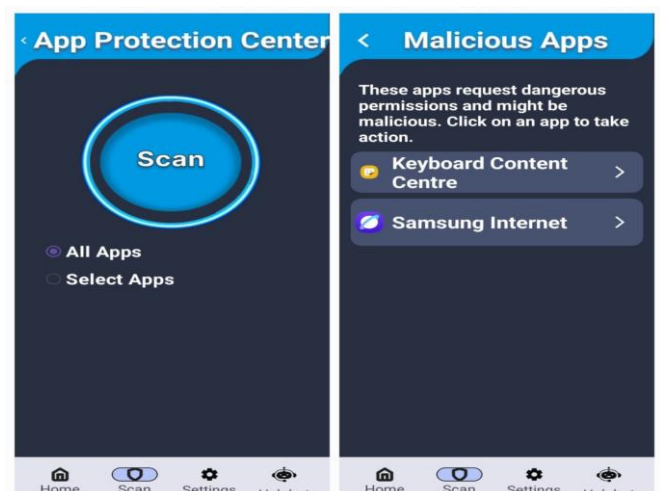 App Protection Center
Scan
All Apps
Select Apps
Home Scan Settings
Malicious Apps
These apps request dangerous
permissions and might be
malicious. Click on an app to take
action.
Keyboard Content
Centre
Samsung Internet
Home Scan Settings